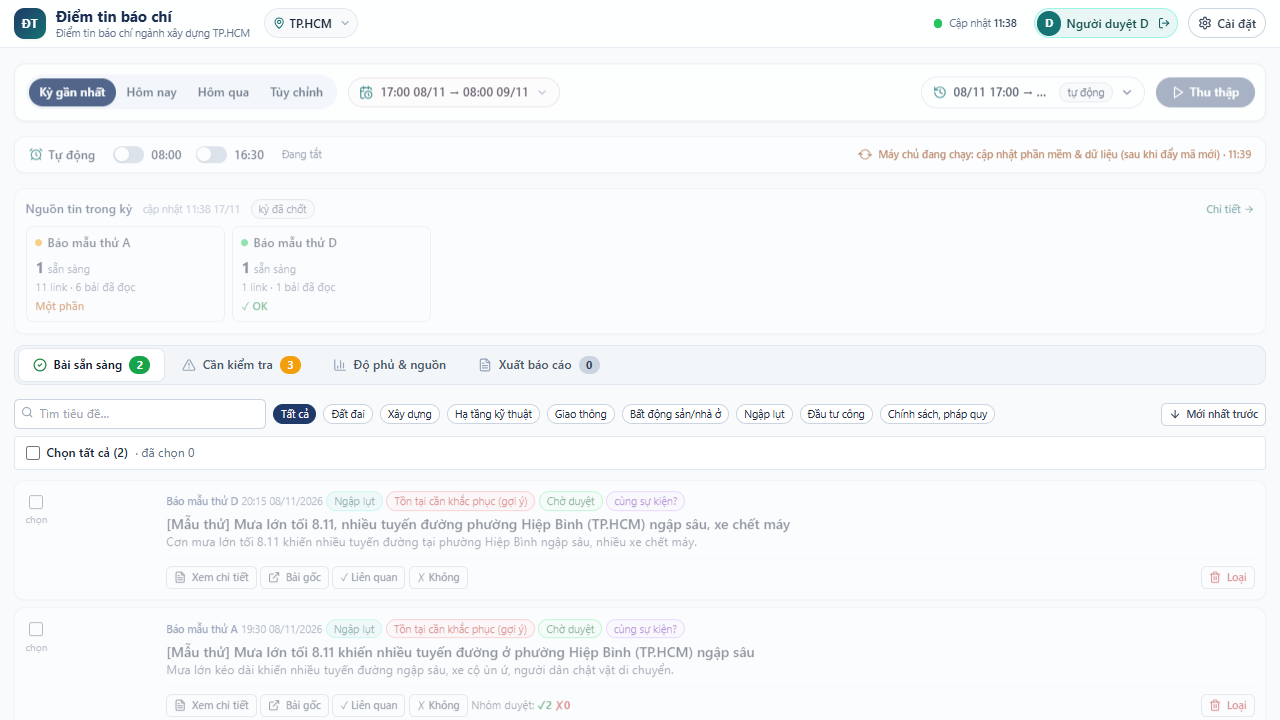 ĐT
Điểm tin báo chí
Điểm tin báo chí ngành xây dựng TP.HCM
TP.HCM
Cập nhật 11:38
D Người duyệt D
Cài đặt
Kỳ gần nhất Hôm nay Hôm qua Tùy chỉnh
17:00 08/11 → 08:00 09/11
08/11 17:00 → ... tự động
Thu thập
Tự động 08:00 16:30 Đang tắt
Máy chủ đang chạy: cập nhật phần mềm & dữ liệu (sau khi đẩy mã mới) · 11:39
Nguồn tin trong kỳ cập nhật 11:38 17/11 kỳ đã chốt
Chi tiết →
Báo mẫu thử A
1 sẵn sàng
11 link · 6 bài đã đọc
Một phần
Báo mẫu thử D
1 sẵn sàng
1 link · 1 bài đã đọc
✓ OK
Bài sẵn sàng 2 Cần kiểm tra 3 Độ phủ & nguồn Xuất báo cáo 0
Tìm tiêu đề... Tất cả Đất đai Xây dựng Hạ tầng kỹ thuật Giao thông Bất động sản/nhà ở Ngập lụt Đầu tư công Chính sách, pháp quy ↓ Mới nhất trước
Chọn tất cả (2) · đã chọn 0
chọn
Báo mẫu thử D 20:15 08/11/2026 Ngập lụt Tồn tại cần khắc phục (gợi ý) Chờ duyệt cùng sự kiện?
[Mẫu thử] Mưa lớn tối 8.11, nhiều tuyến đường phường Hiệp Bình (TP.HCM) ngập sâu, xe chết máy
Cơn mưa lớn tối 8.11 khiến nhiều tuyến đường tại phường Hiệp Bình ngập sâu, nhiều xe chết máy.
Xem chi tiết Bài gốc ✓ Liên quan ✗ Không Loại
chọn
Báo mẫu thử A 19:30 08/11/2026 Ngập lụt Tồn tại cần khắc phục (gợi ý) Chờ duyệt cùng sự kiện?
[Mẫu thử] Mưa lớn tối 8.11 khiến nhiều tuyến đường ở phường Hiệp Bình (TP.HCM) ngập sâu
Mưa lớn kéo dài khiến nhiều tuyến đường ngập sâu, xe cộ ùn ứ, người dân chật vật di chuyển.
Xem chi tiết Bài gốc ✓ Liên quan ✗ Không Nhóm duyệt: ✓2 ✗0 Loại